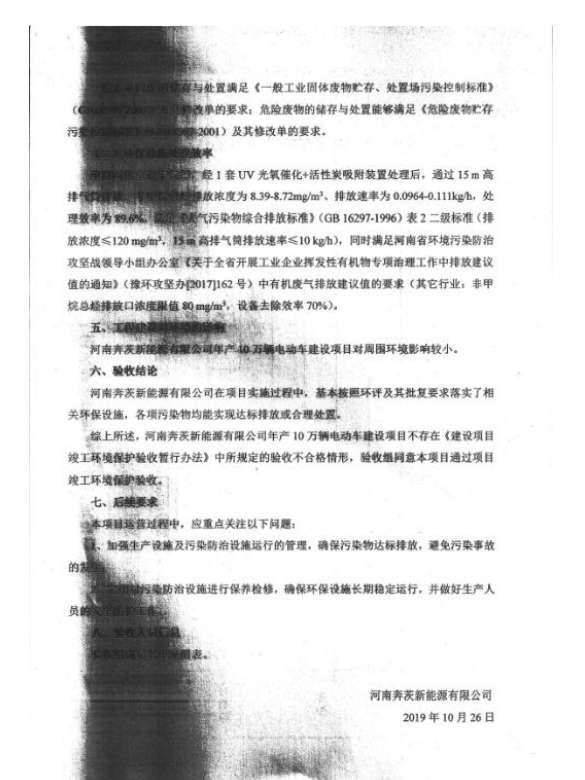 的储存与处置满足《一般工业固体废物贮存、处置场污染控制标准》
修改单的要求；危险废物的储存与处置能够满足《危险废物贮存
污染 2001）及其修改单的要求。
效率
经 1 套 UV 光氧催化+活性炭吸附装置处理后，通过 15 m 高
排气 排放浓度为 8.39-8.72mg/m³、排放速率为 0.0964-0.111kg/h，处
理效率为 89.6%， 大气污染物综合排放标准》（GB 16297-1996）表 2 二级标准（排
放浓度≤120 mg/m³，15 m 高排气筒排放速率≤10 kg/h），同时满足河南省环境污染防治
攻坚战领导小组办公室《关于全省开展工业企业挥发性有机物专项治理工作中排放建议
值的通知》（豫环攻坚办[2017]162 号）中有机废气排放建议值的要求（其它行业：非甲
烷总烃排放口浓度限值 80 mg/m³，设备去除效率 70%）。
五、工程建设对环境的影响
河南奔茨新能源有限公司年产 10 万辆电动车建设项目对周围环境影响较小。
六、验收结论
河南奔茨新能源有限公司在项目实施过程中，基本按照环评及其批复要求落实了相
关环保设施，各项污染物均能实现达标排放或合理处置。
综上所述，河南奔茨新能源有限公司年产 10 万辆电动车建设项目不存在《建设项目
竣工环境保护验收暂行办法》中所规定的验收不合格情形，验收组同意本项目通过项目
竣工环境保护验收。
七、后续要求
本项目运营过程中，应重点关注以下问题：
1、加强生产设施及污染防治设施运行的管理，确保污染物达标排放，避免污染事故
的发生
污染防治设施进行保养检修，确保环保设施长期稳定运行，并做好生产人
员的
八、验收人员
附表。
河南奔茨新能源有限公司
2019 年 10 月 26 日